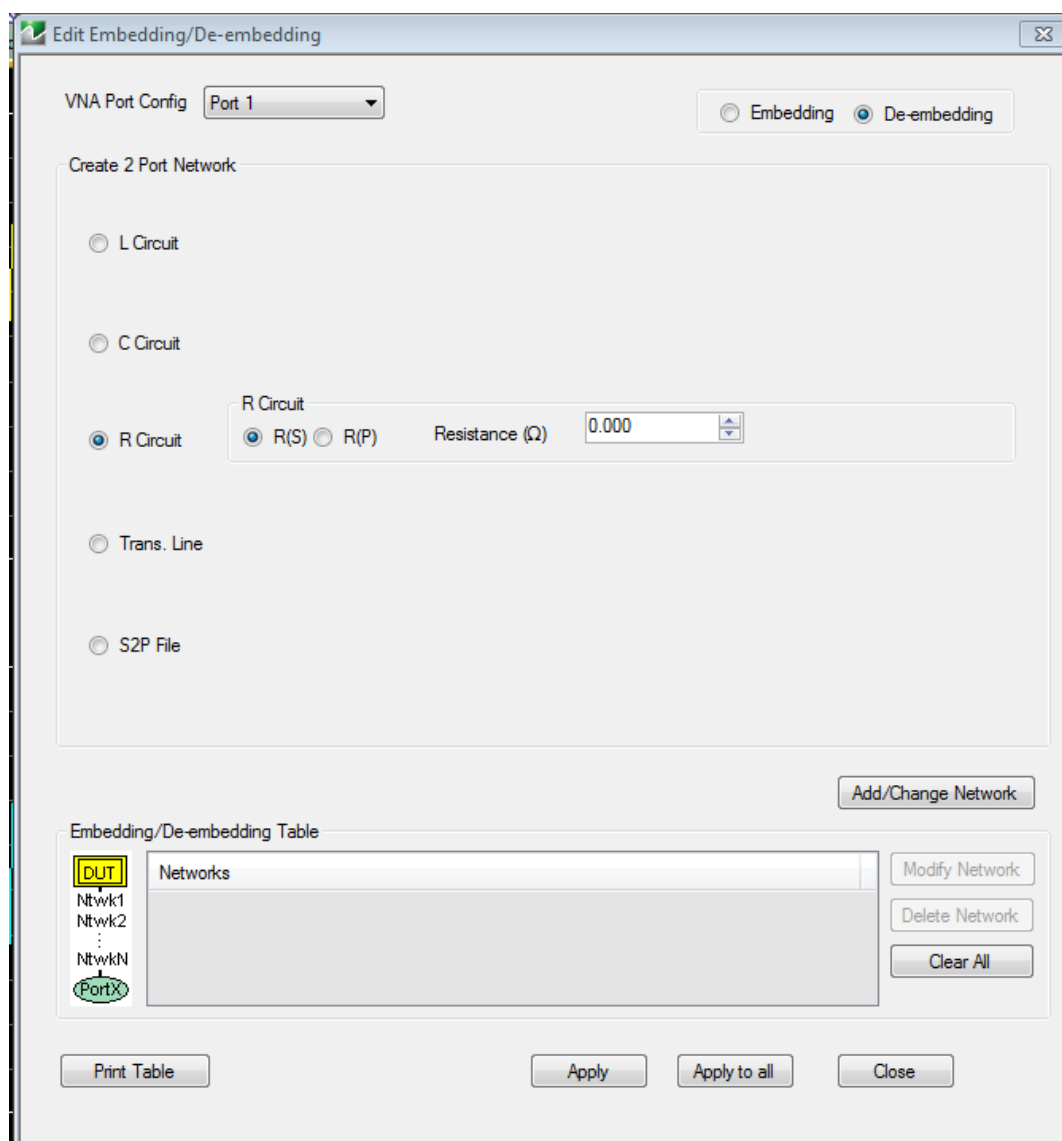 Edit Embedding/De-embedding
VNA Port Config Port 1 Embedding De-embedding
Create 2 Port Network
L Circuit
C Circuit
R Circuit
R Circuit R(S) R(P) Resistance (Ω) 0.000
Trans. Line
S2P File
Add/Change Network
Embedding/De-embedding Table
DUT Networks Modify Network
Ntwk1
Ntwk2 Delete Network
⋮
NtwkN Clear All
PortX
Print Table Apply Apply to all Close